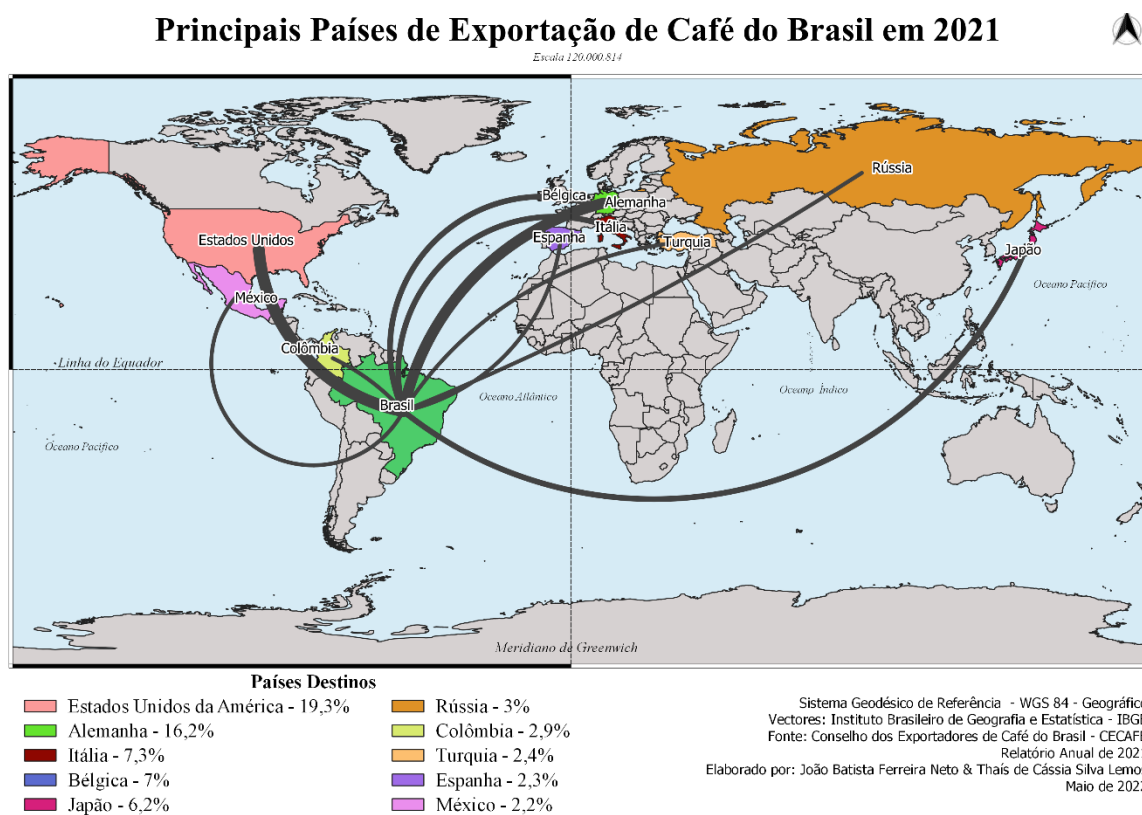 Principais Países de Exportação de Café do Brasil em 2021
Escala 120.000.814
Rússia
Bélgica
Alemanha
Itália
Espanha
Turquia
Estados Unidos
Japão
México
Oceano Pacífico
Colômbia
Linha do Equador
Oceano Índico
Oceano Atlântico
Brasil
Oceano Pacífico
Meridiano de Greenwich
Países Destinos
Estados Unidos da América - 19,3%
Alemanha - 16,2%
Itália - 7,3%
Bélgica - 7%
Japão - 6,2%
Rússia - 3%
Colômbia - 2,9%
Turquia - 2,4%
Espanha - 2,3%
México - 2,2%
Sistema Geodésico de Referência - WGS 84 - Geográfico
Vectores: Instituto Brasileiro de Geografia e Estatística - IBGE
Fonte: Conselho dos Exportadores de Café do Brasil - CECAFE
Relatório Anual de 2021
Elaborado por: João Batista Ferreira Neto & Thaís de Cássia Silva Lemos
Maio de 2022